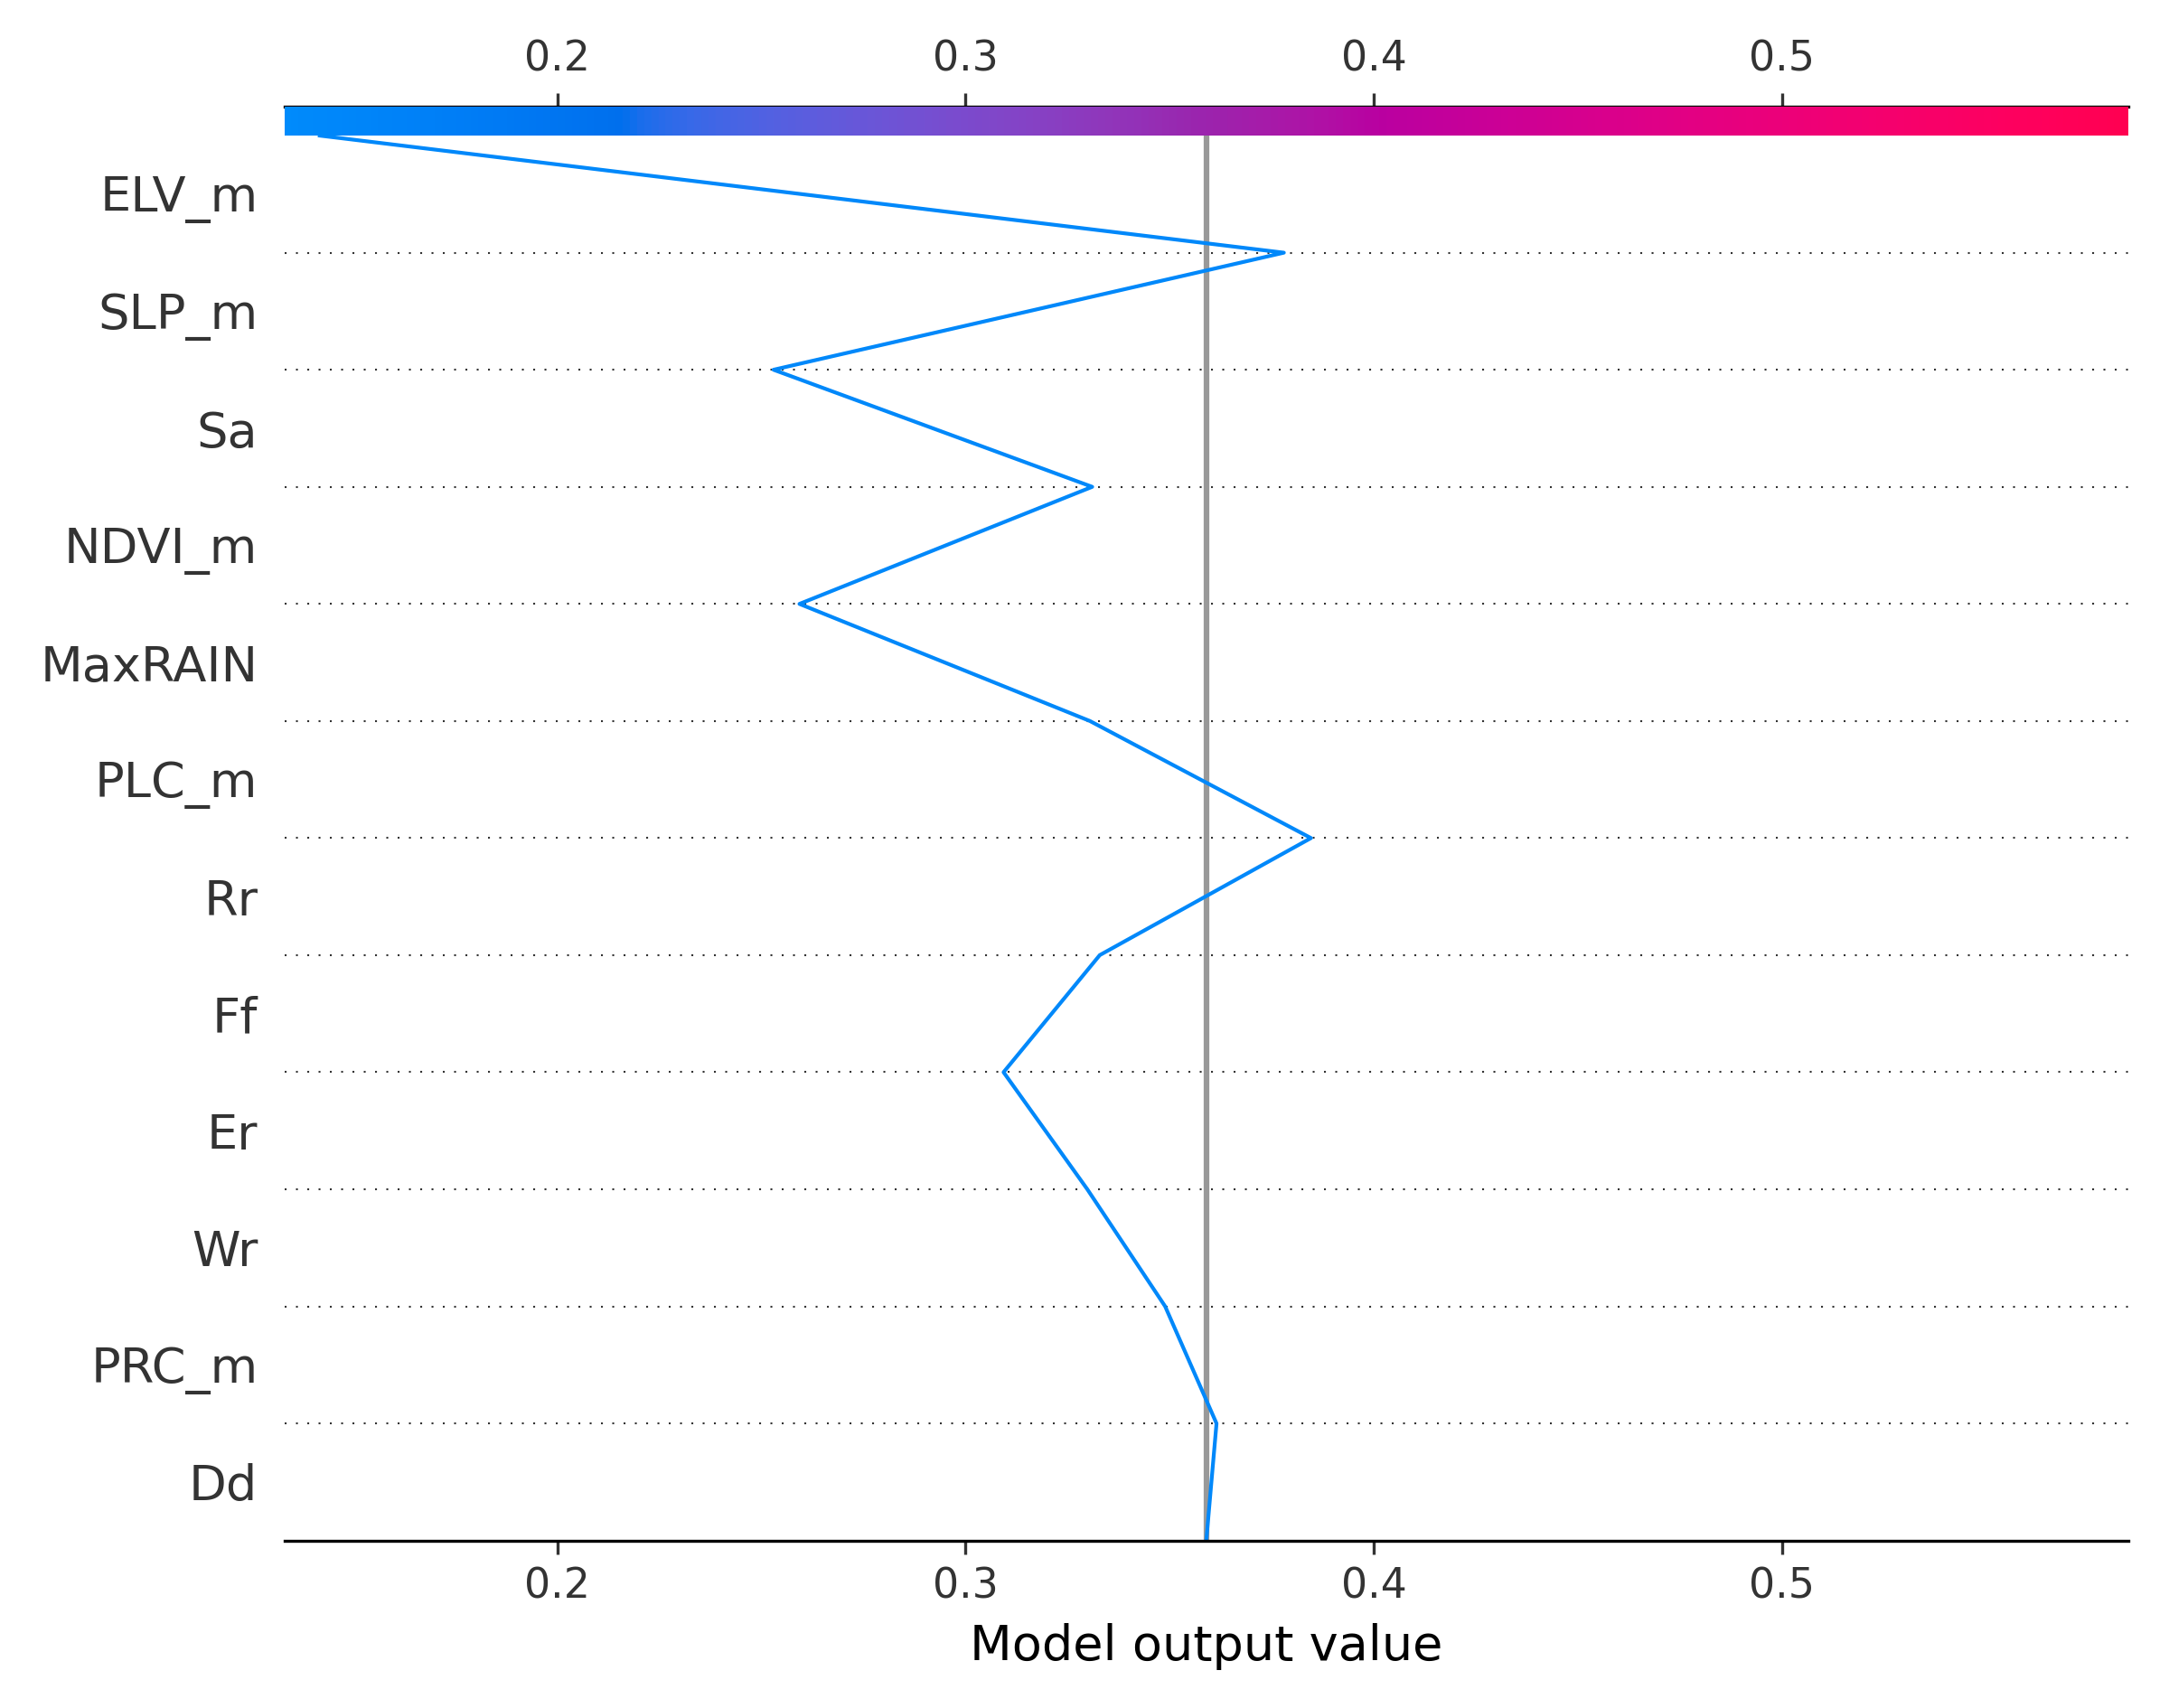 0.2 0.3 0.4 0.5
ELV_m
SLP_m
Sa
NDVI_m
MaxRAIN
PLC_m
Rr
Ff
Er
Wr
PRC_m
Dd
0.2 0.3 0.4 0.5
Model output value